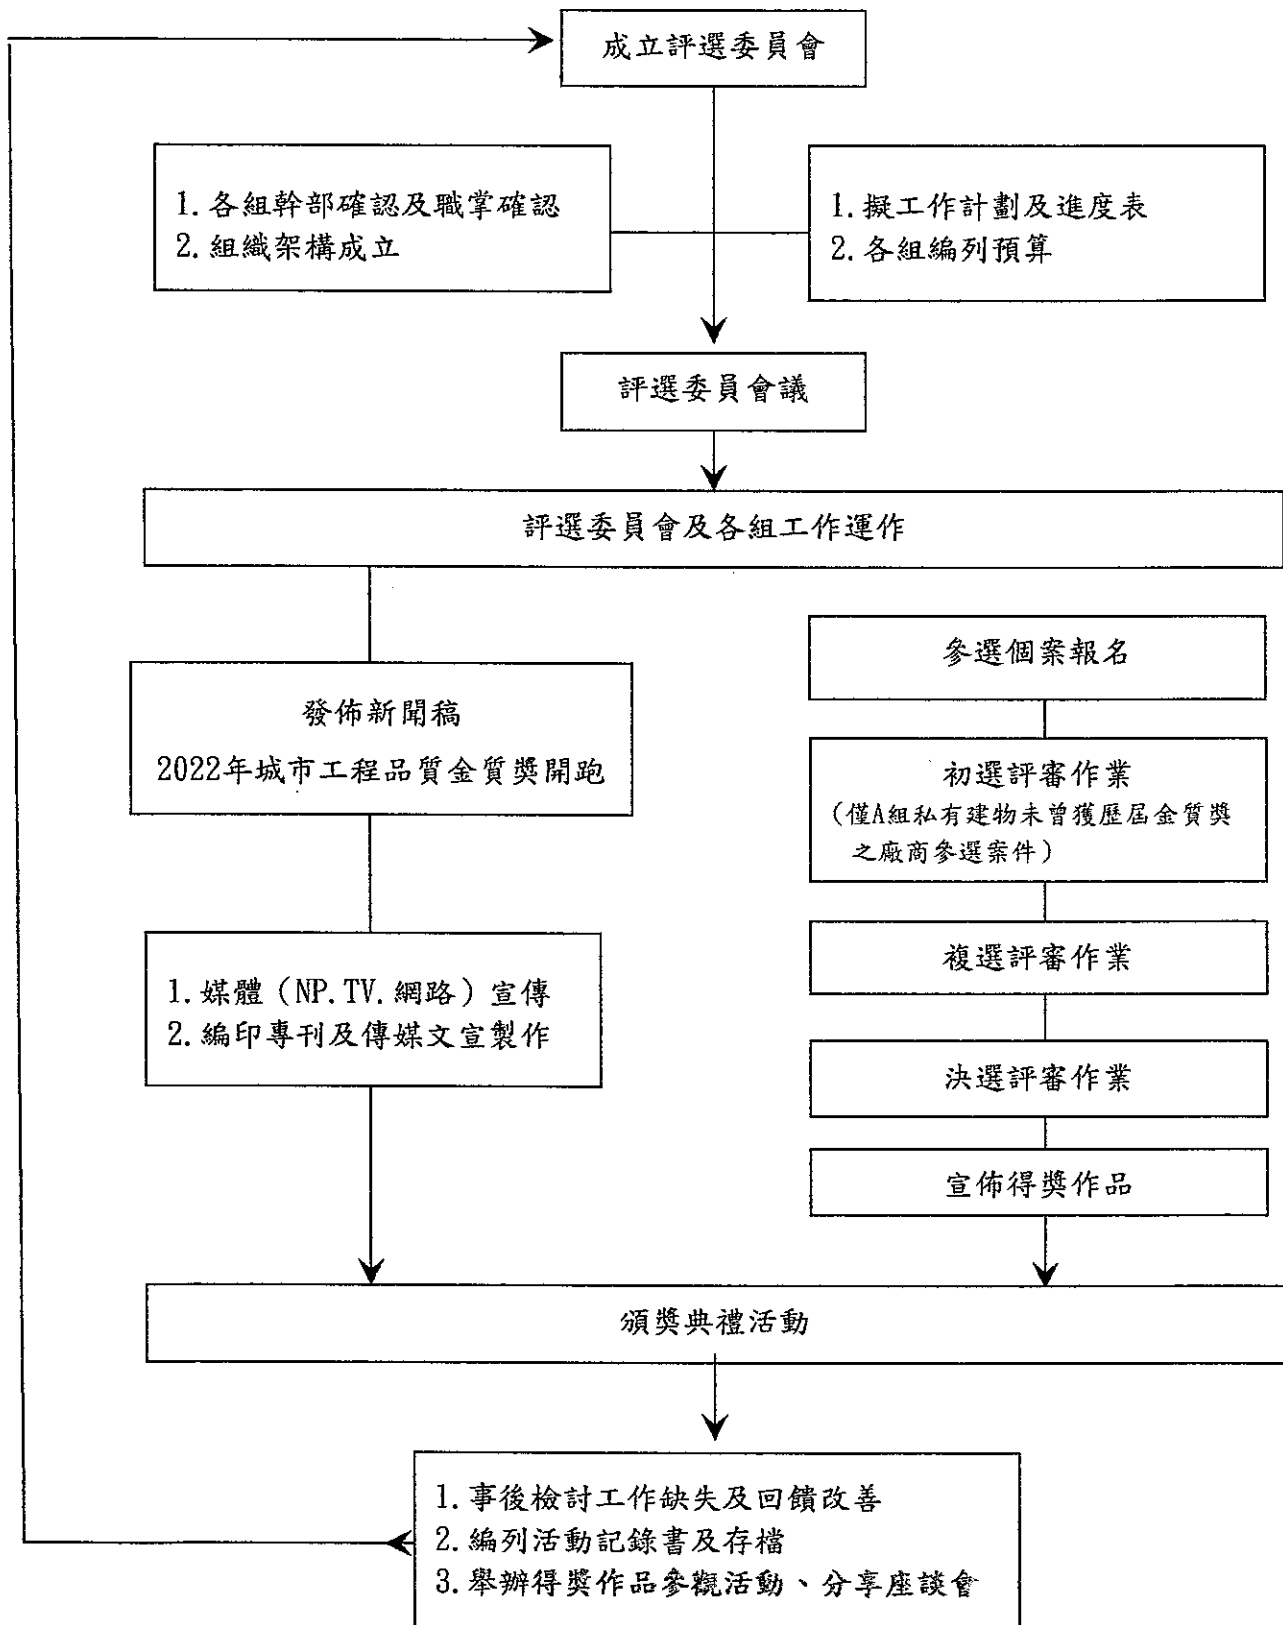 成立評選委員會
1.各組幹部確認及職掌確認
2.組織架構成立
1.擬工作計劃及進度表
2.各組編列預算
評選委員會議
評選委員會及各組工作運作
發佈新聞稿
2022年城市工程品質金質獎開跑
1.媒體（NP.TV.網路）宣傳
2.編印專刊及傳媒文宣製作
參選個案報名
初選評審作業
（僅A組私有建物未曾獲歷屆金質獎
之廠商參選案件）
複選評審作業
決選評審作業
宣佈得獎作品
頒獎典禮活動
1.事後檢討工作缺失及回饋改善
2.編列活動記錄書及存檔
3.舉辦得獎作品參觀活動、分享座談會